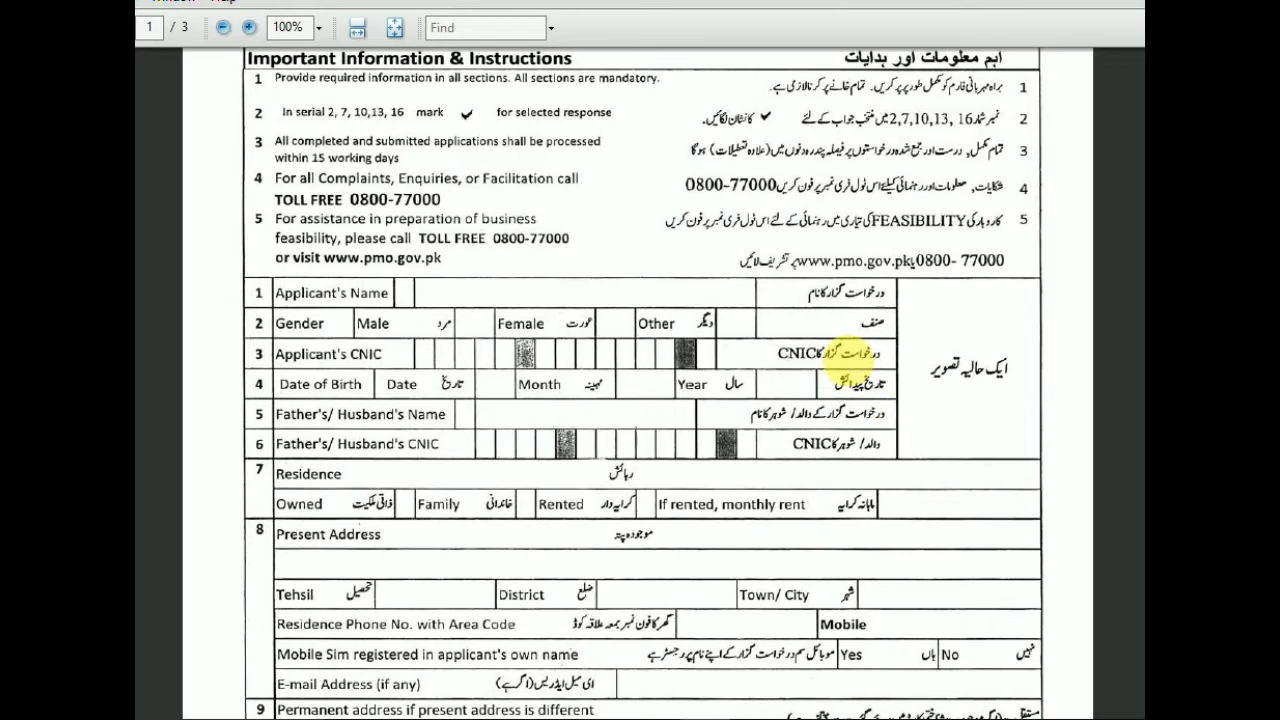 1 / 3 100% Find
Important Information & Instructions اہم معلومات اور ہدایات
1 Provide required information in all sections. All sections are mandatory. براہ مہربانی فارم کو مکمل طور پر پُر کریں۔ تمام خانے پُر کرنا لازمی ہے۔ 1
2 In serial 2, 7, 10,13, 16 mark ✓ for selected response نمبر شمار 2,7,10,13, 16 میں منتخب جواب کے لئے ✓ کا نشان لگائیں۔ 2
3 All completed and submitted applications shall be processed تمام مکمل, درست اور جمع شدہ درخواستوں پر فیصلہ پندرہ دنوں میں (علاوہ تعطیلات) ہوگا 3
within 15 working days
4 For all Complaints, Enquiries, or Facilitation call شکایات, معلومات اور رہنمائی کیلئے اس ٹول فری نمبر پر فون کریں 0800-77000 4
TOLL FREE 0800-77000
5 For assistance in preparation of business کاروبار کی FEASIBILITY کی تیاری میں رہنمائی کے لئے اس ٹول فری نمبر پر فون کریں 5
feasibility, please call TOLL FREE 0800-77000
or visit www.pmo.gov.pk 0800- 77000 یا www.pmo.gov.pk پر تشریف لائیں
1 Applicant's Name درخواست گزار کا نام
2 Gender Male مرد Female عورت Other دیگر صنف
3 Applicant's CNIC درخواست گزار کا CNIC
ایک حالیہ تصویر
4 Date of Birth Date تاریخ Month مہینہ Year سال تاریخ پیدائش
5 Father's/ Husband's Name درخواست گزار کے والد/ شوہر کا نام
6 Father's/ Husband's CNIC والد/ شوہر کا CNIC
7 Residence رہائش
Owned ذاتی ملکیت Family خاندانی Rented کرایہ دار If rented, monthly rent ماہانہ کرایہ
8 Present Address موجودہ پتہ
Tehsil تحصیل District ضلع Town/ City شہر
Residence Phone No. with Area Code گھر کا فون نمبر بمعہ علاقہ کوڈ Mobile
Mobile Sim registered in applicant's own name موبائل سم درخواست گزار کے اپنے نام پر رجسٹر ہے Yes ہاں No نہیں
E-mail Address (if any) ای میل ایڈریس (اگر ہے)
9 Permanent address if present address is different